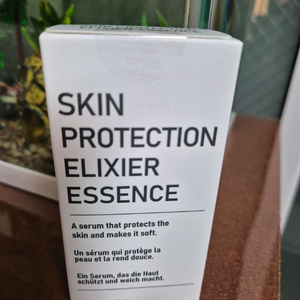 SKIN
PROTECTION
ELIXIER
ESSENCE
A serum that protects the
skin and makes it soft.
Un sérum qui protège la
peau et la rend douce.
Ein Serum, das die Haut
schützt und weich macht.